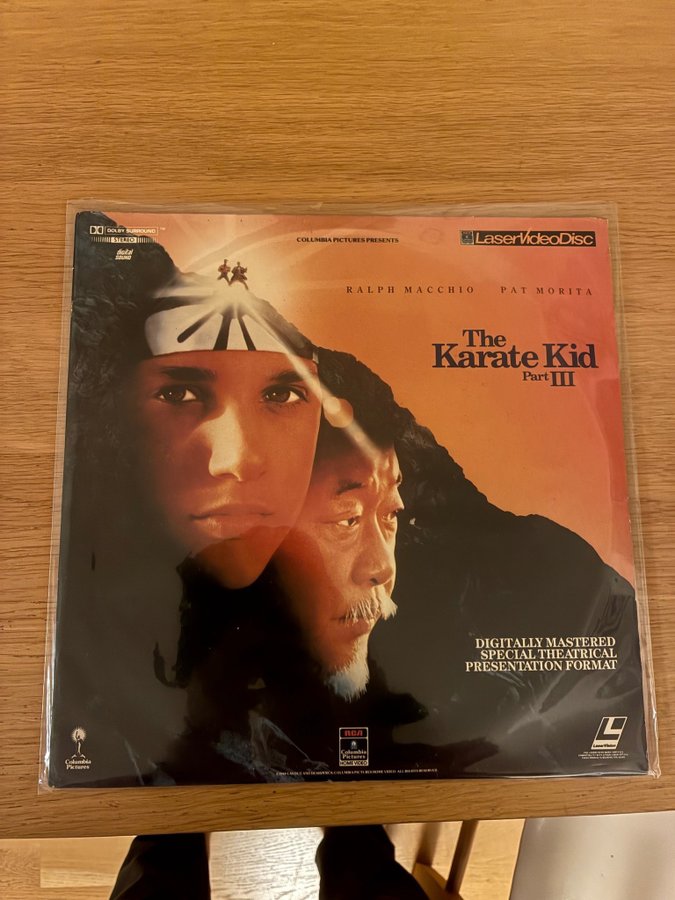 DOLBY SURROUND™
STEREO
digital
SOUND
COLUMBIA PICTURES PRESENTS
LaserVideoDisc
RALPH MACCHIO PAT MORITA
The
Karate Kid
Part III
DIGITALLY MASTERED
SPECIAL THEATRICAL
PRESENTATION FORMAT
Columbia
Pictures
RCA
Columbia
Pictures
HOME VIDEO
LaserVision